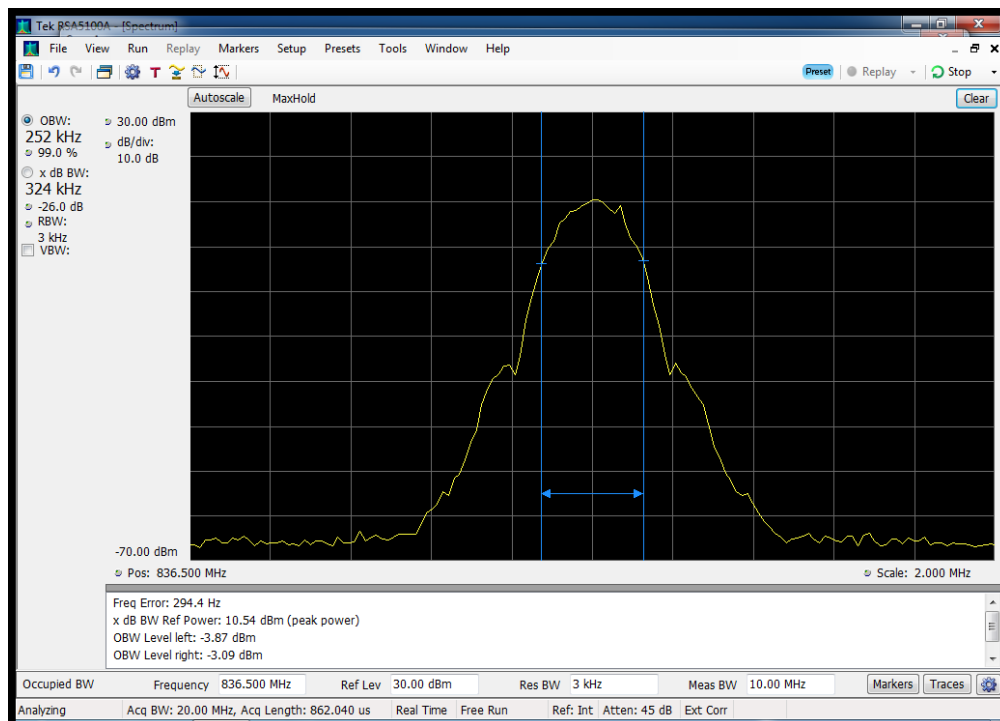 Tek RSA5100A - [Spectrum]
File View Run Replay Markers Setup Presets Tools Window Help
Preset Replay Stop
Autoscale MaxHold Clear
OBW: 30.00 dBm
252 kHz dB/div:
99.0 % 10.0 dB
x dB BW:
324 kHz
-26.0 dB
RBW:
3 kHz
VBW:
-70.00 dBm
Pos: 836.500 MHz Scale: 2.000 MHz
Freq Error: 294.4 Hz
x dB BW Ref Power: 10.54 dBm (peak power)
OBW Level left: -3.87 dBm
OBW Level right: -3.09 dBm
Occupied BW Frequency 836.500 MHz Ref Lev 30.00 dBm Res BW 3 kHz Meas BW 10.00 MHz Markers Traces
Analyzing Acq BW: 20.00 MHz, Acq Length: 862.040 us Real Time Free Run Ref: Int Atten: 45 dB Ext Corr